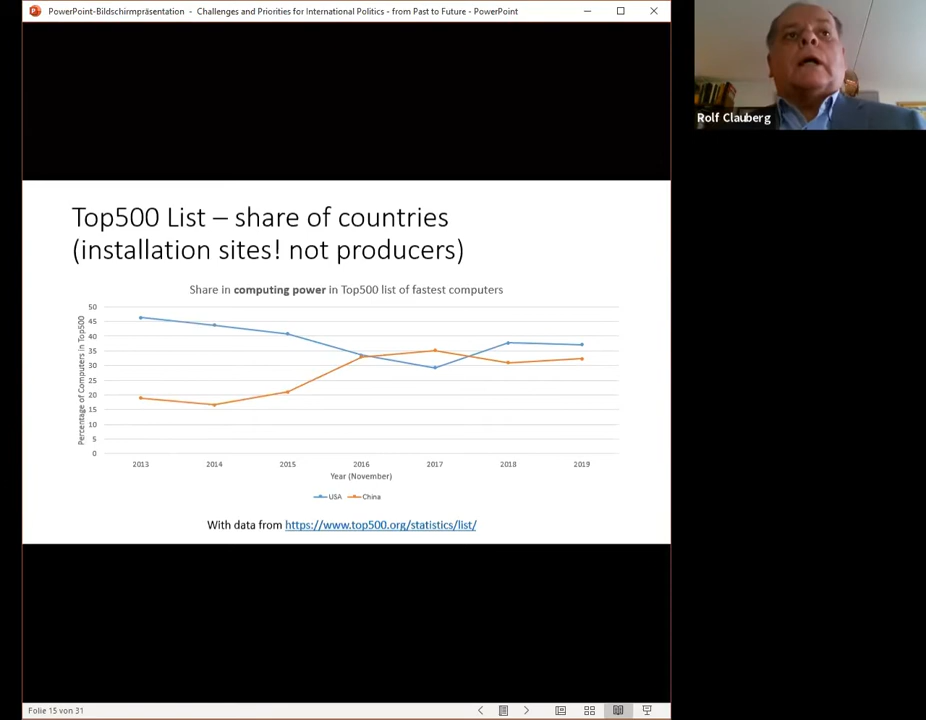 PowerPoint-Bildschirmpräsentation - Challenges and Priorities for International Politics - from Past to Future - PowerPoint
Rolf Clauberg
Top500 List – share of countries
(installation sites! not producers)
Share in computing power in Top500 list of fastest computers
Percentage of Computers in Top500
50
45
40
35
30
25
20
15
10
5
0
2013 2014 2015 2016 2017 2018 2019
Year (November)
USA China
With data from https://www.top500.org/statistics/list/
Folie 15 von 31